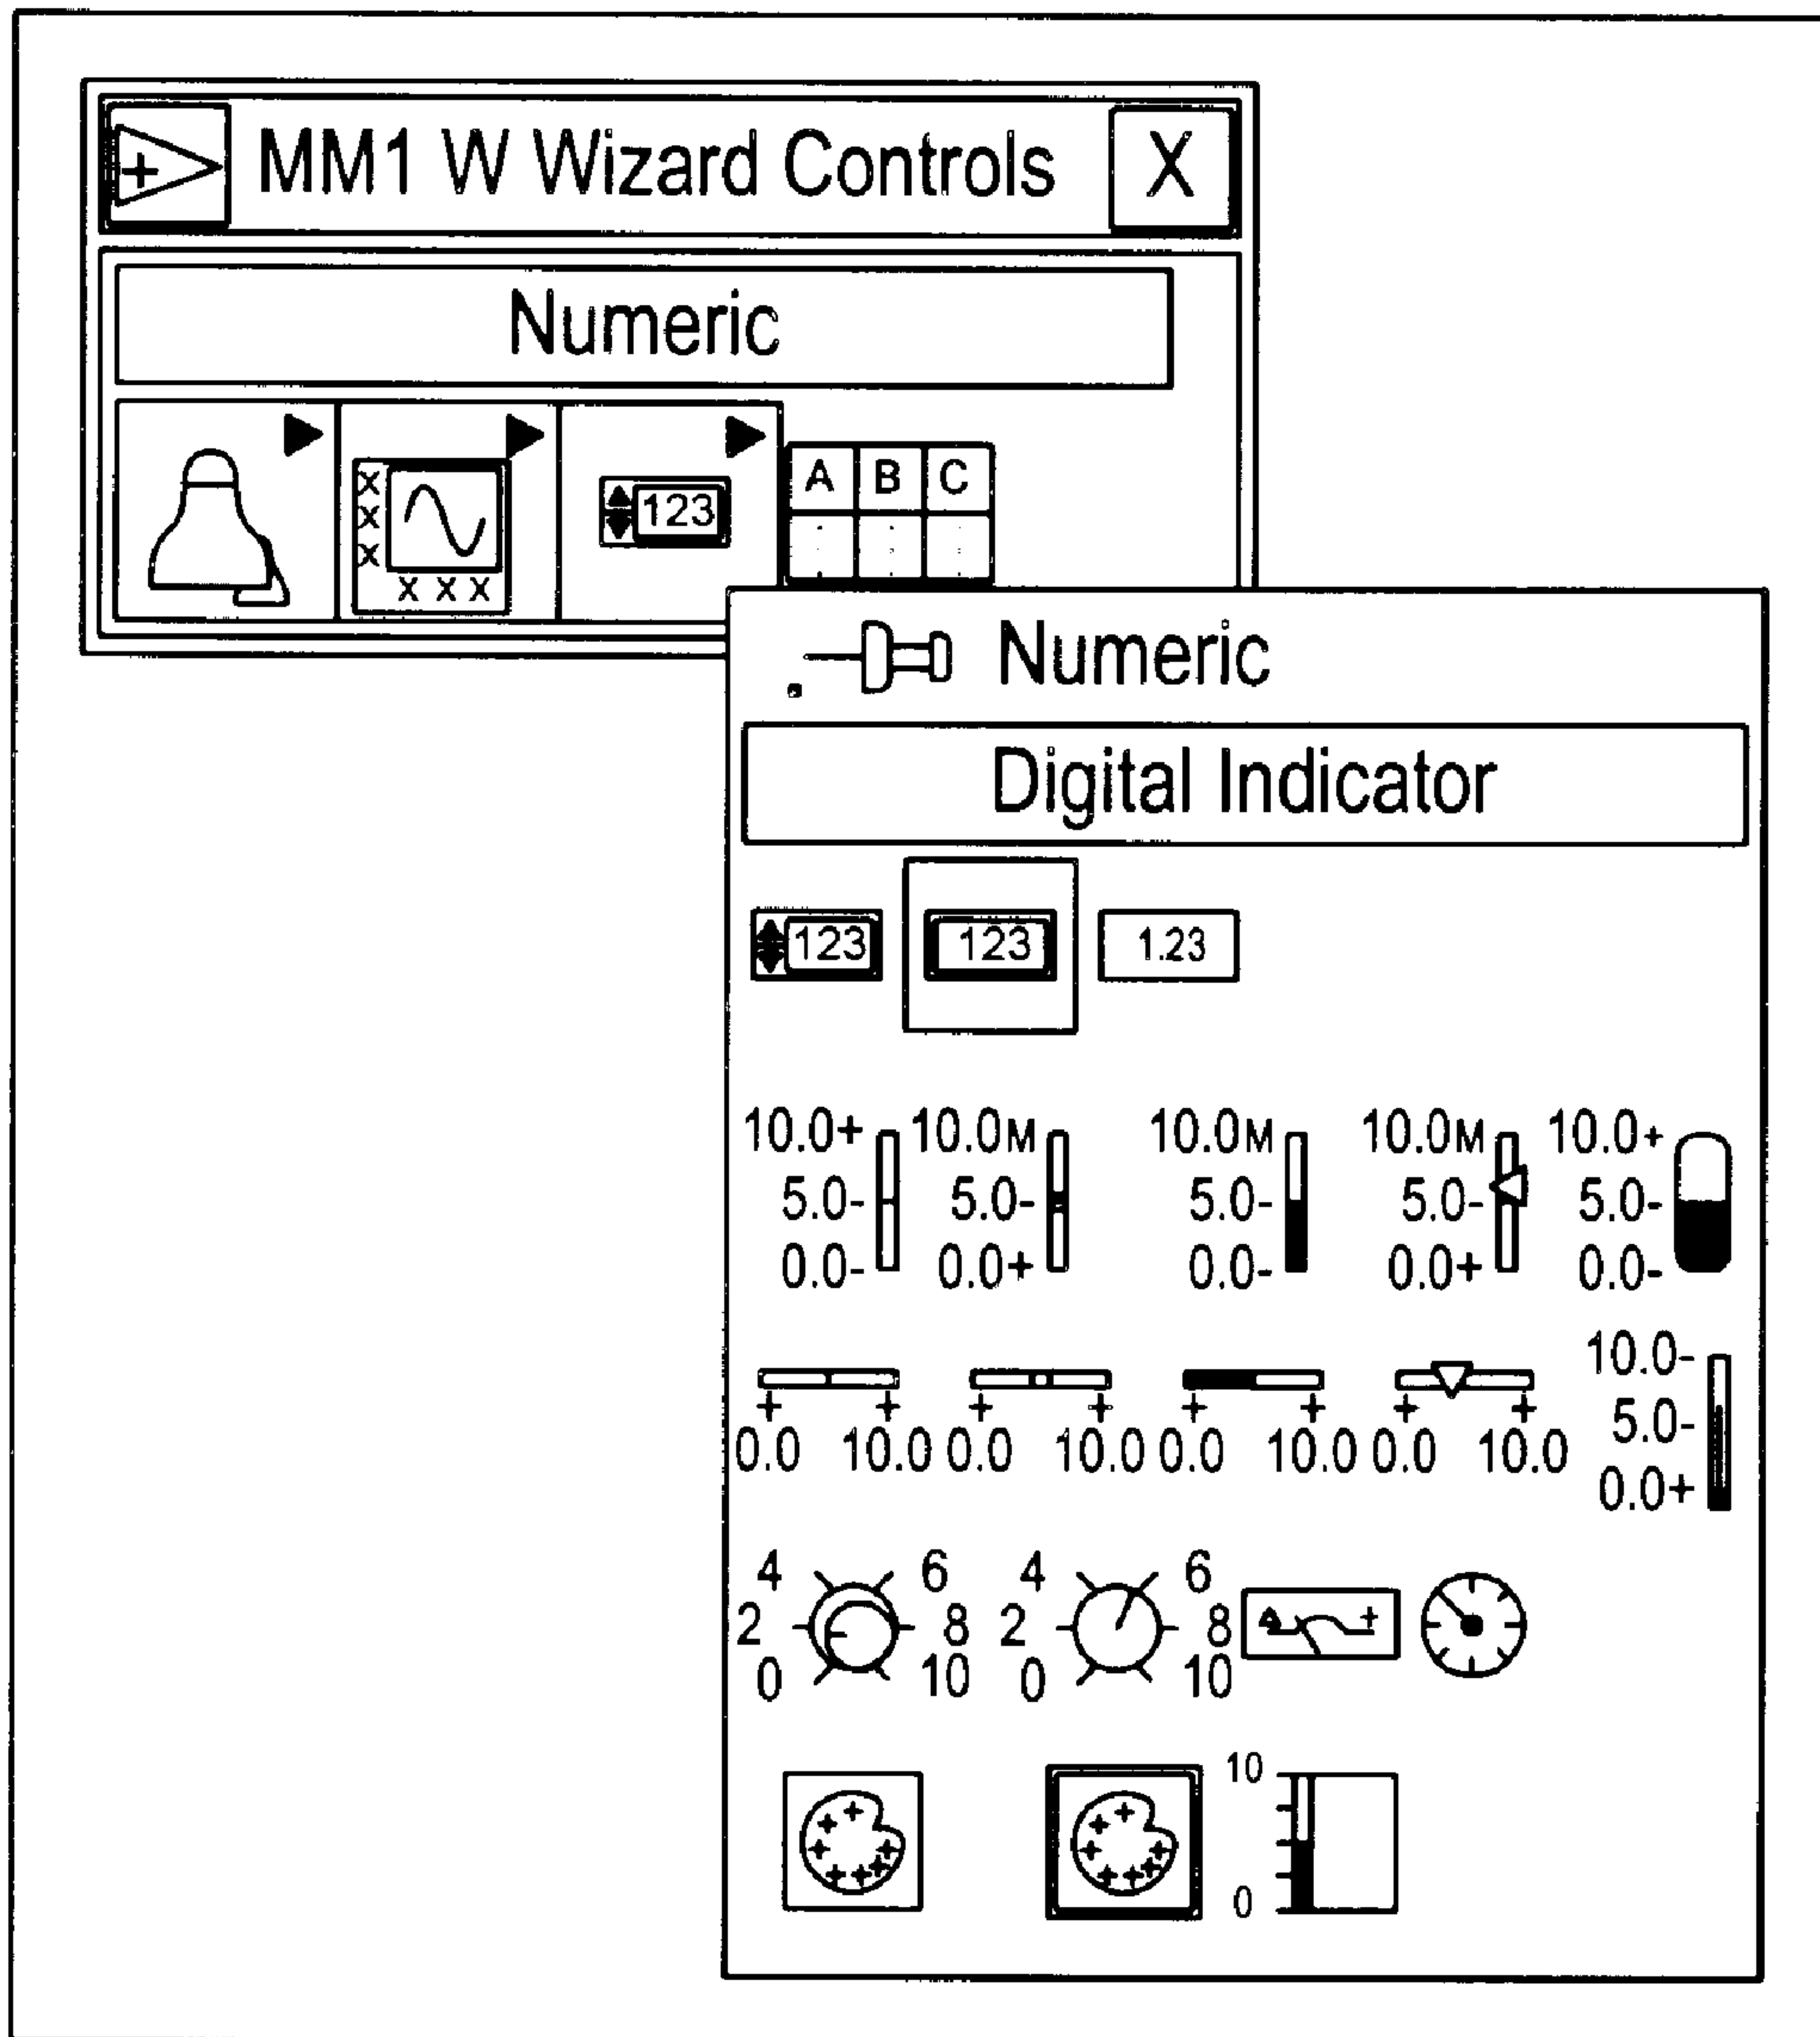 + MM1 W Wizard Controls X
Numeric
X X X X X X 123 A B C
Numeric
Digital Indicator
123 123 1.23
10.0+ 10.0M 10.0M 10.0M 10.0+
5.0- 5.0- 5.0- 5.0- 5.0-
0.0- 0.0+ 0.0- 0.0+ 0.0-
10.0-
5.0-
0.0+
+ + + + + + + +
0.0 10.0 0.0 10.0 0.0 10.0 0.0 10.0
4 6 4 6
2 8 2 8
0 10 0 10
10
0